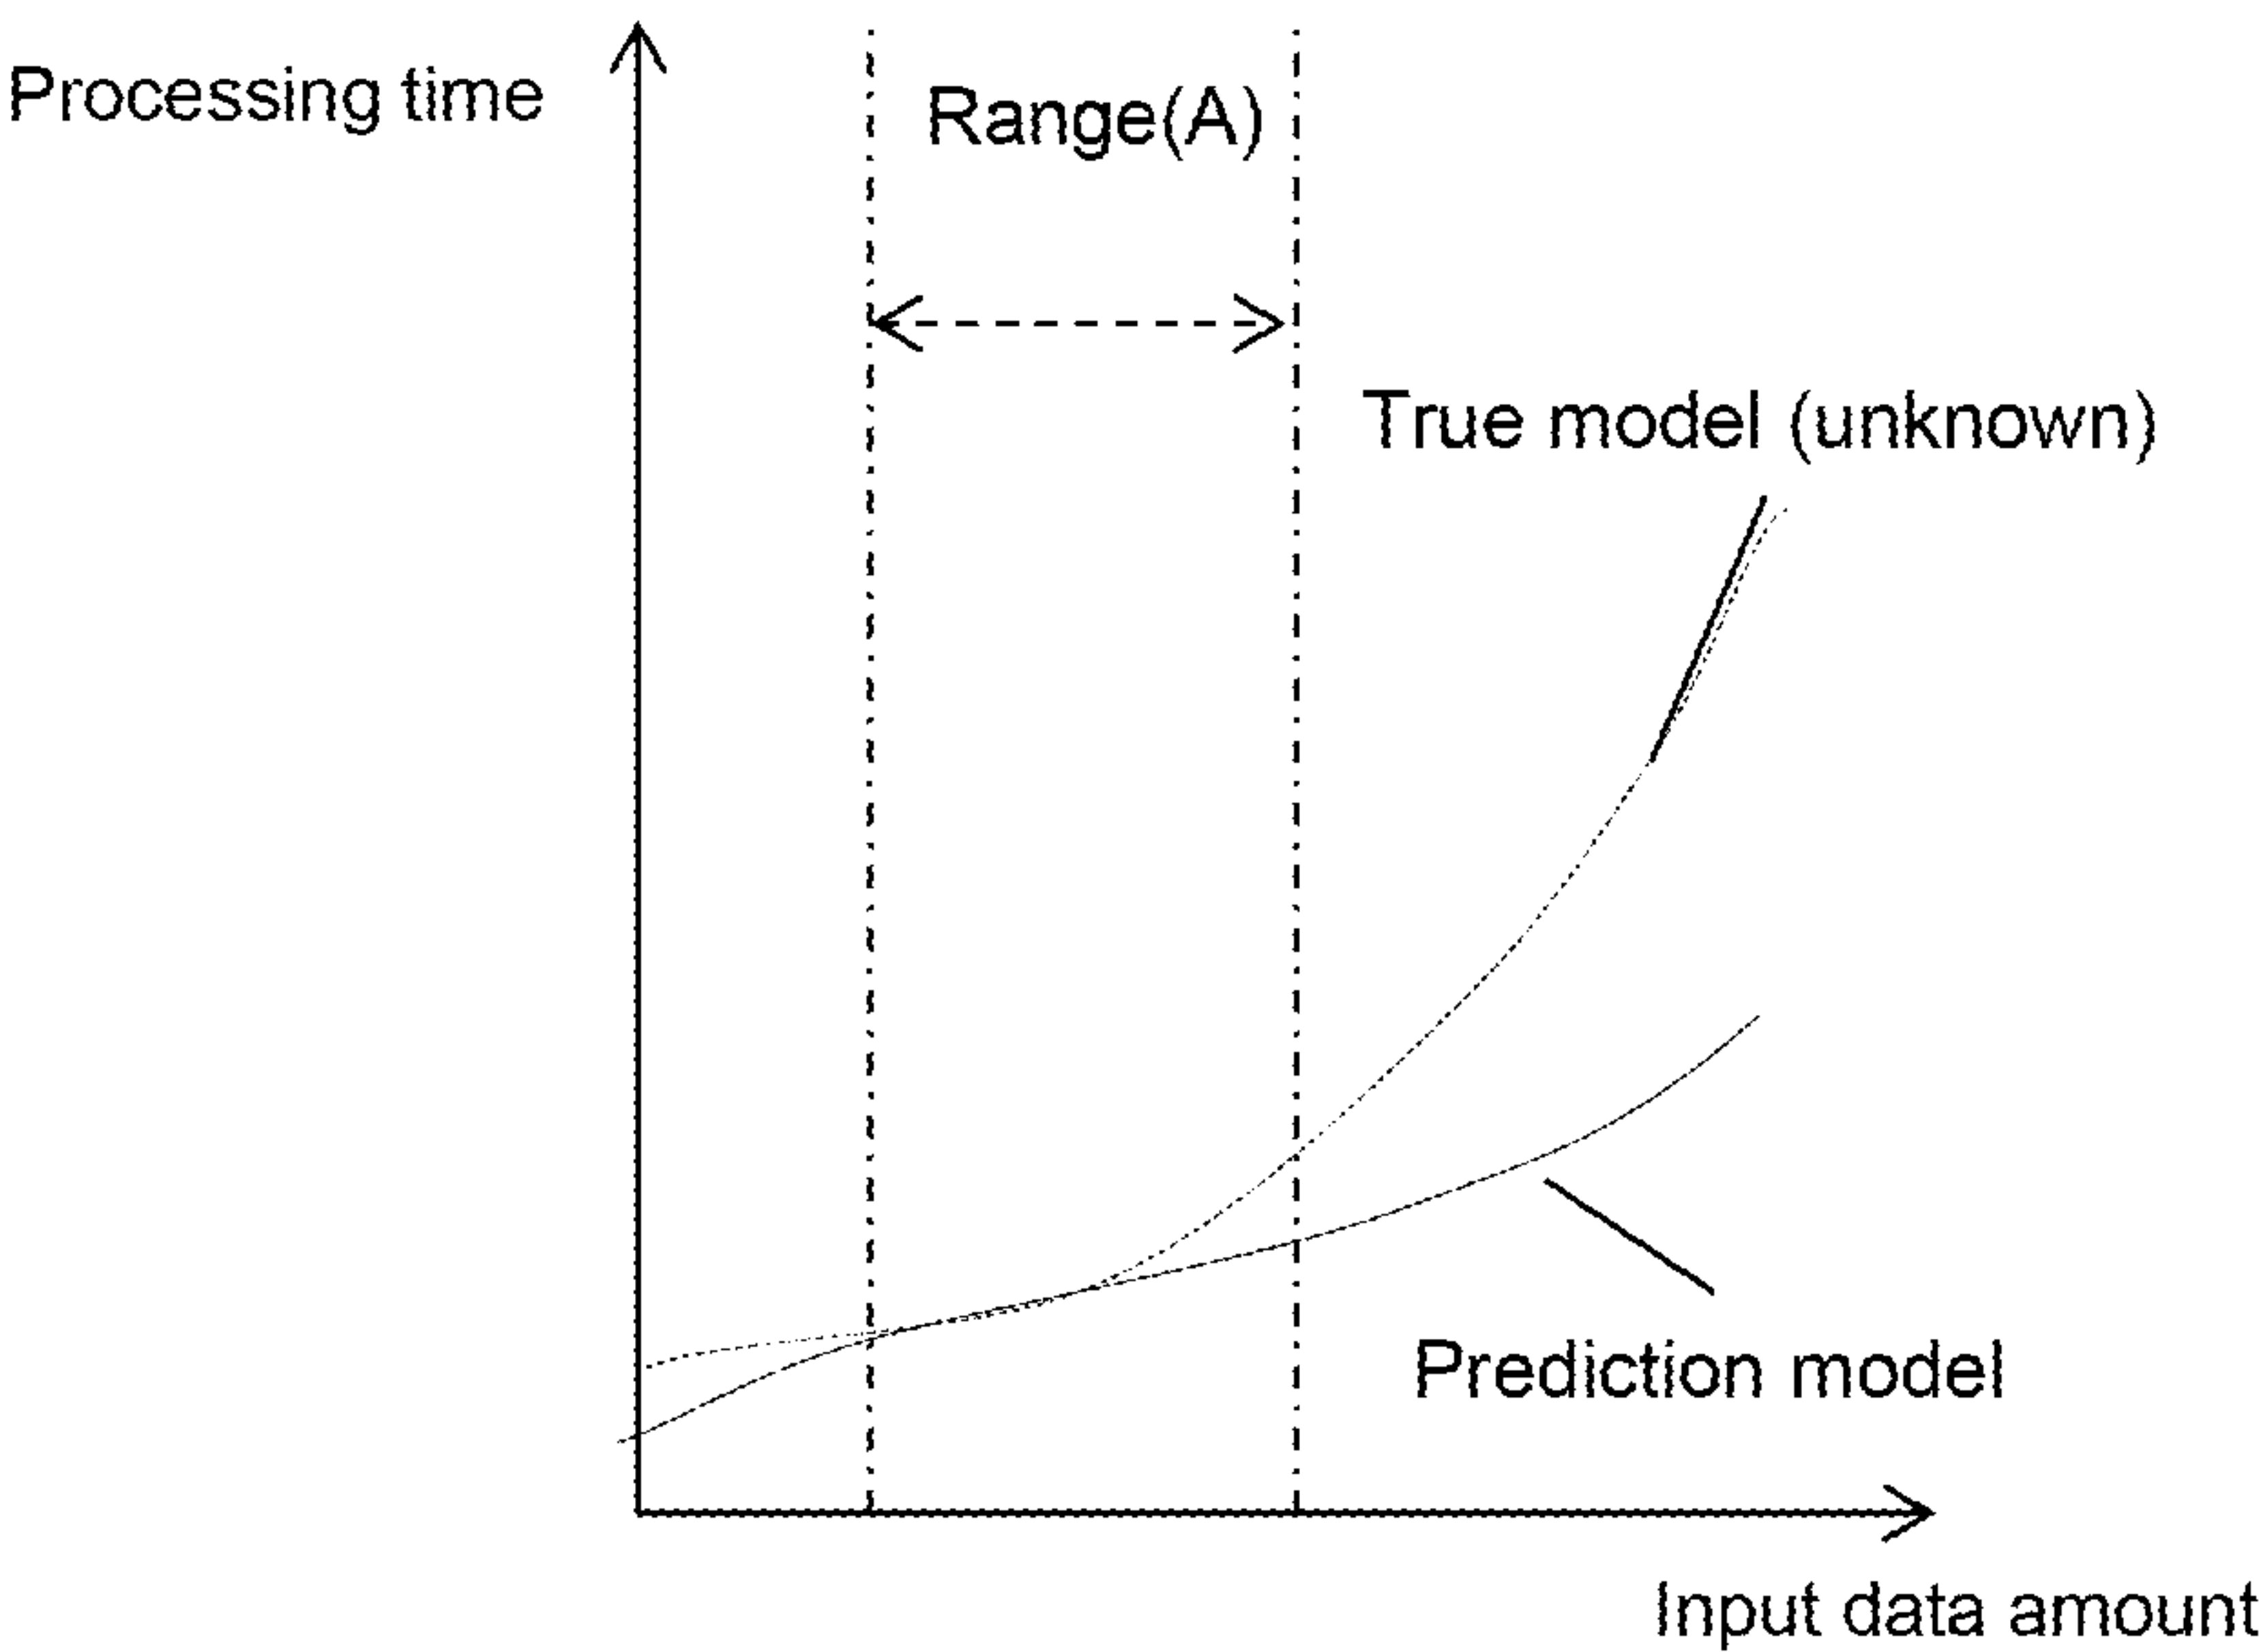 Processing time
Range(A)
True model (unknown)
Prediction model
Input data amount